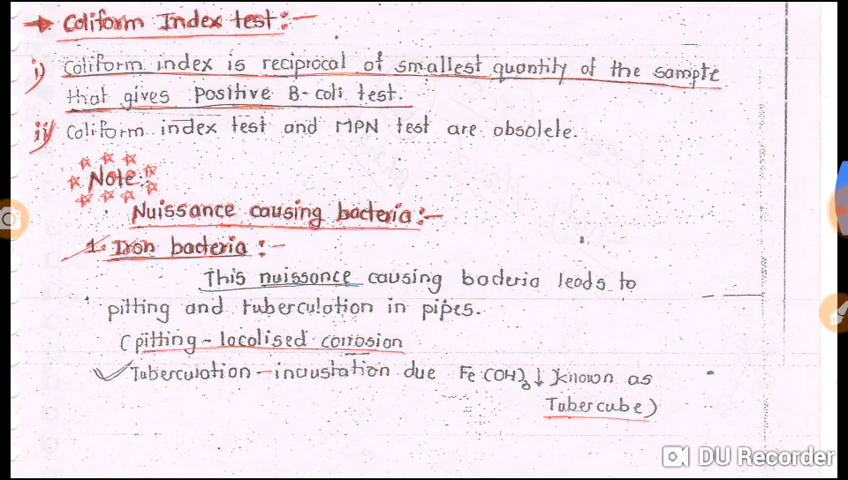 → Coliform Index test:-
i) Coliform index is reciprocal of smallest quantity of the sample
that gives Positive B-coli test.
ii) Coliform index test and MPN test are obsolete.
Note:
Nuissance causing bacteria:-
1. Iron bacteria:-
This nuissance causing bacteria leads to
pitting and tuberculation in pipes.
(pitting - localised corrosion
Tuberculation - incrustation due Fe(OH)3↓ known as
Tubercube)
DU Recorder